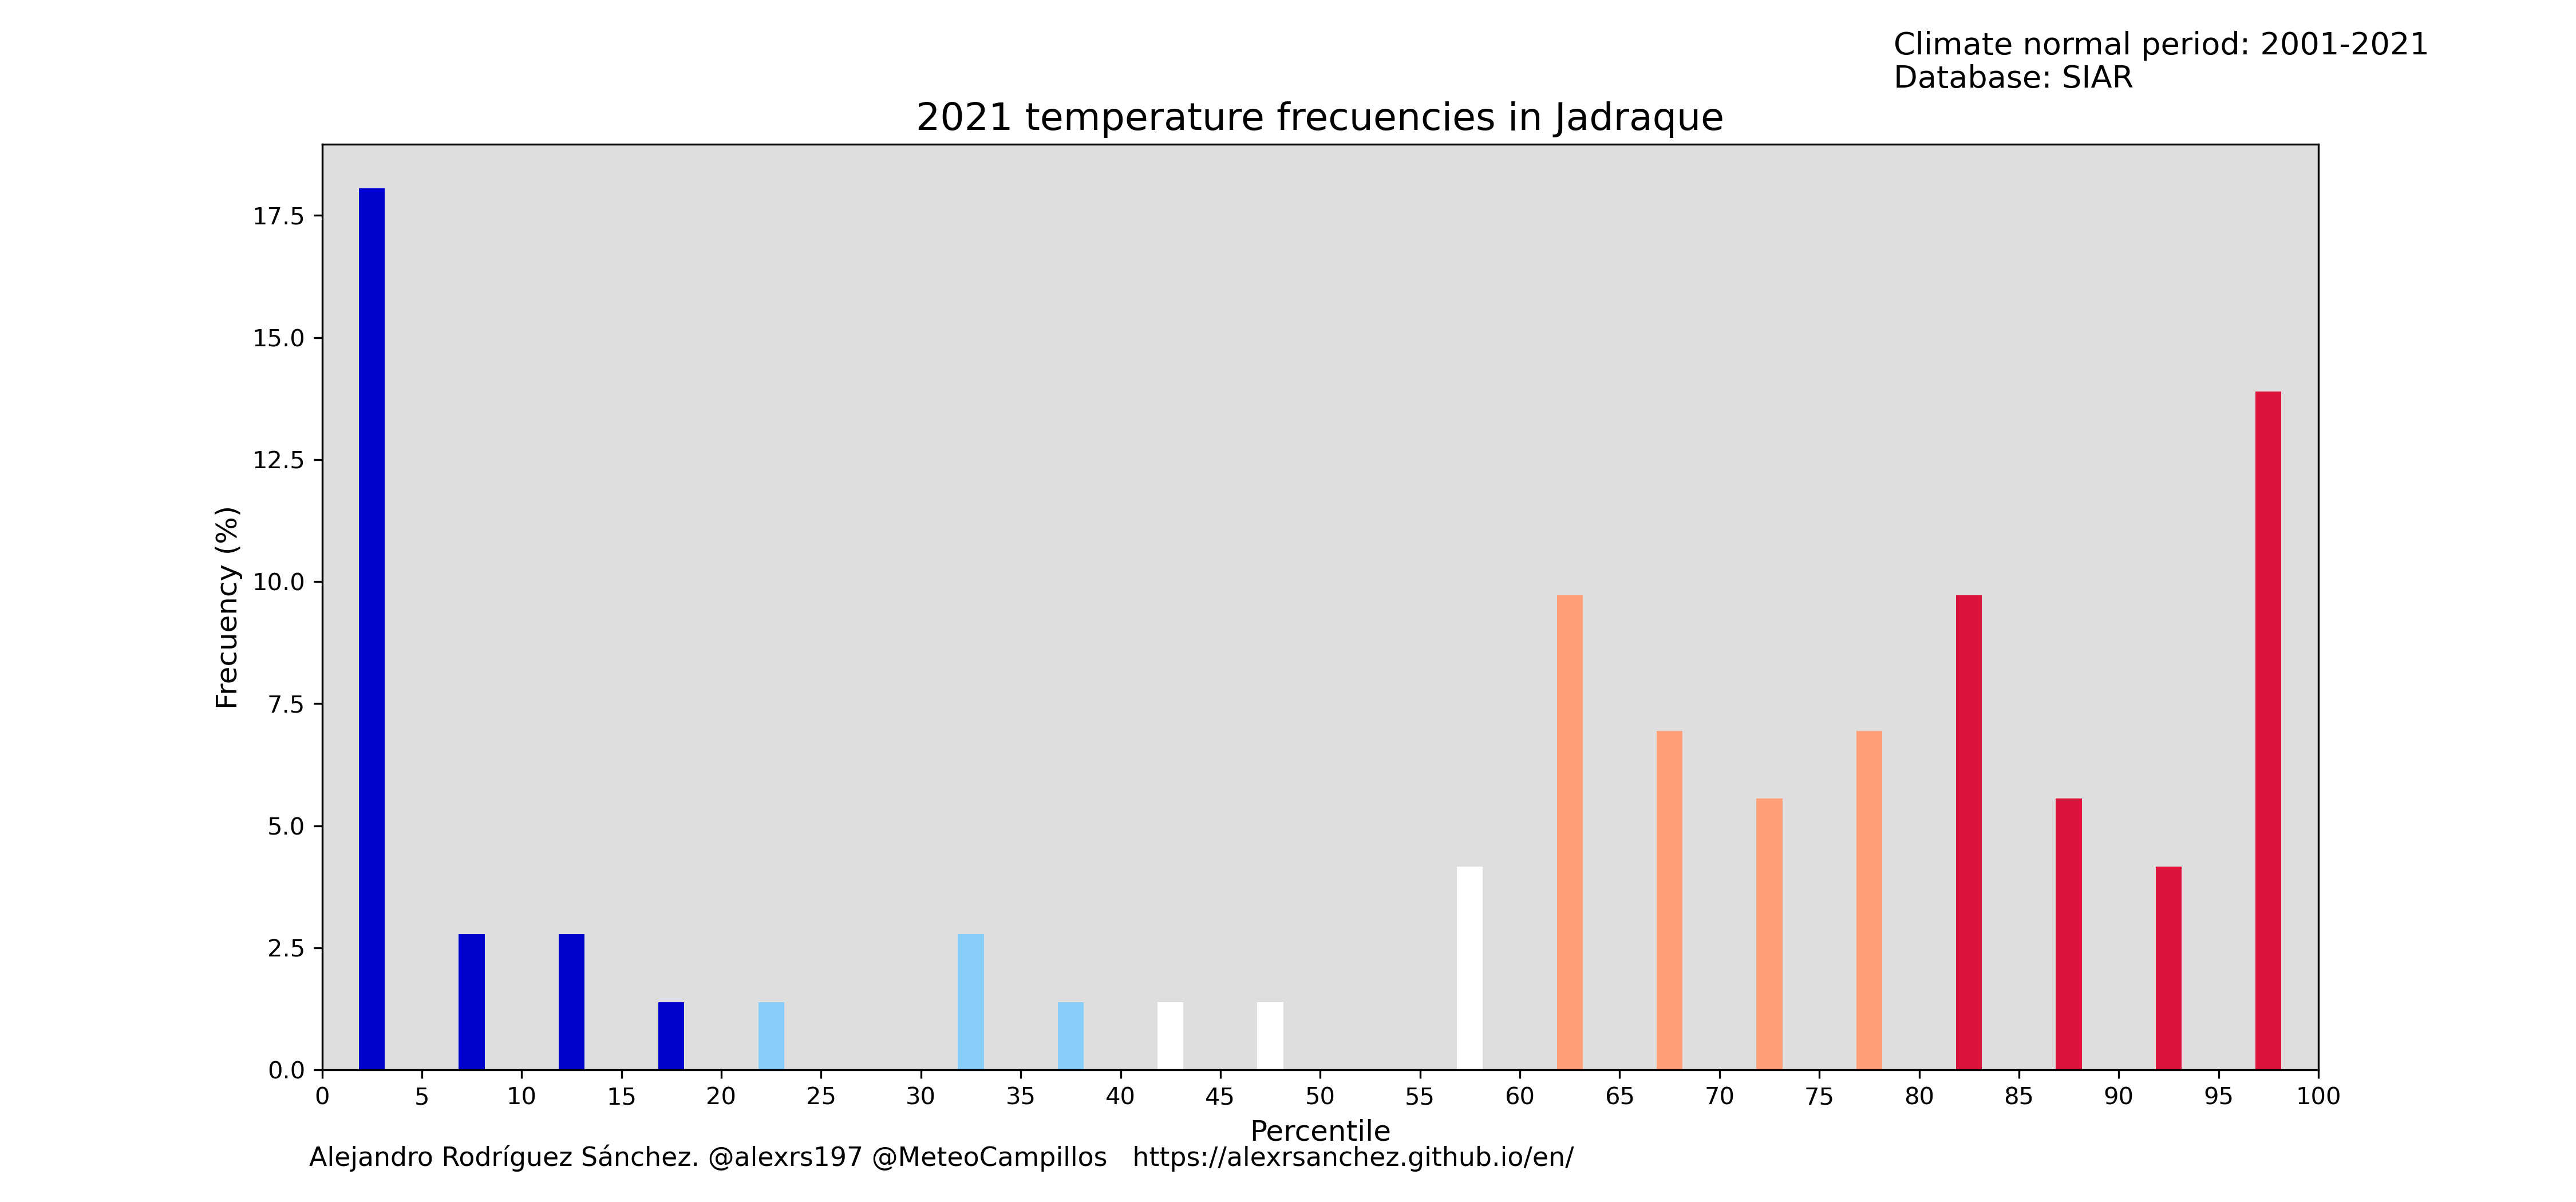 Climate normal period: 2001-2021
Database: SIAR
2021 temperature frecuencies in Jadraque
Frecuency (%)
17.5
15.0
12.5
10.0
7.5
5.0
2.5
0.0
0 5 10 15 20 25 30 35 40 45 50 55 60 65 70 75 80 85 90 95 100
Percentile
Alejandro Rodríguez Sánchez. @alexrs197 @MeteoCampillos https://alexrsanchez.github.io/en/